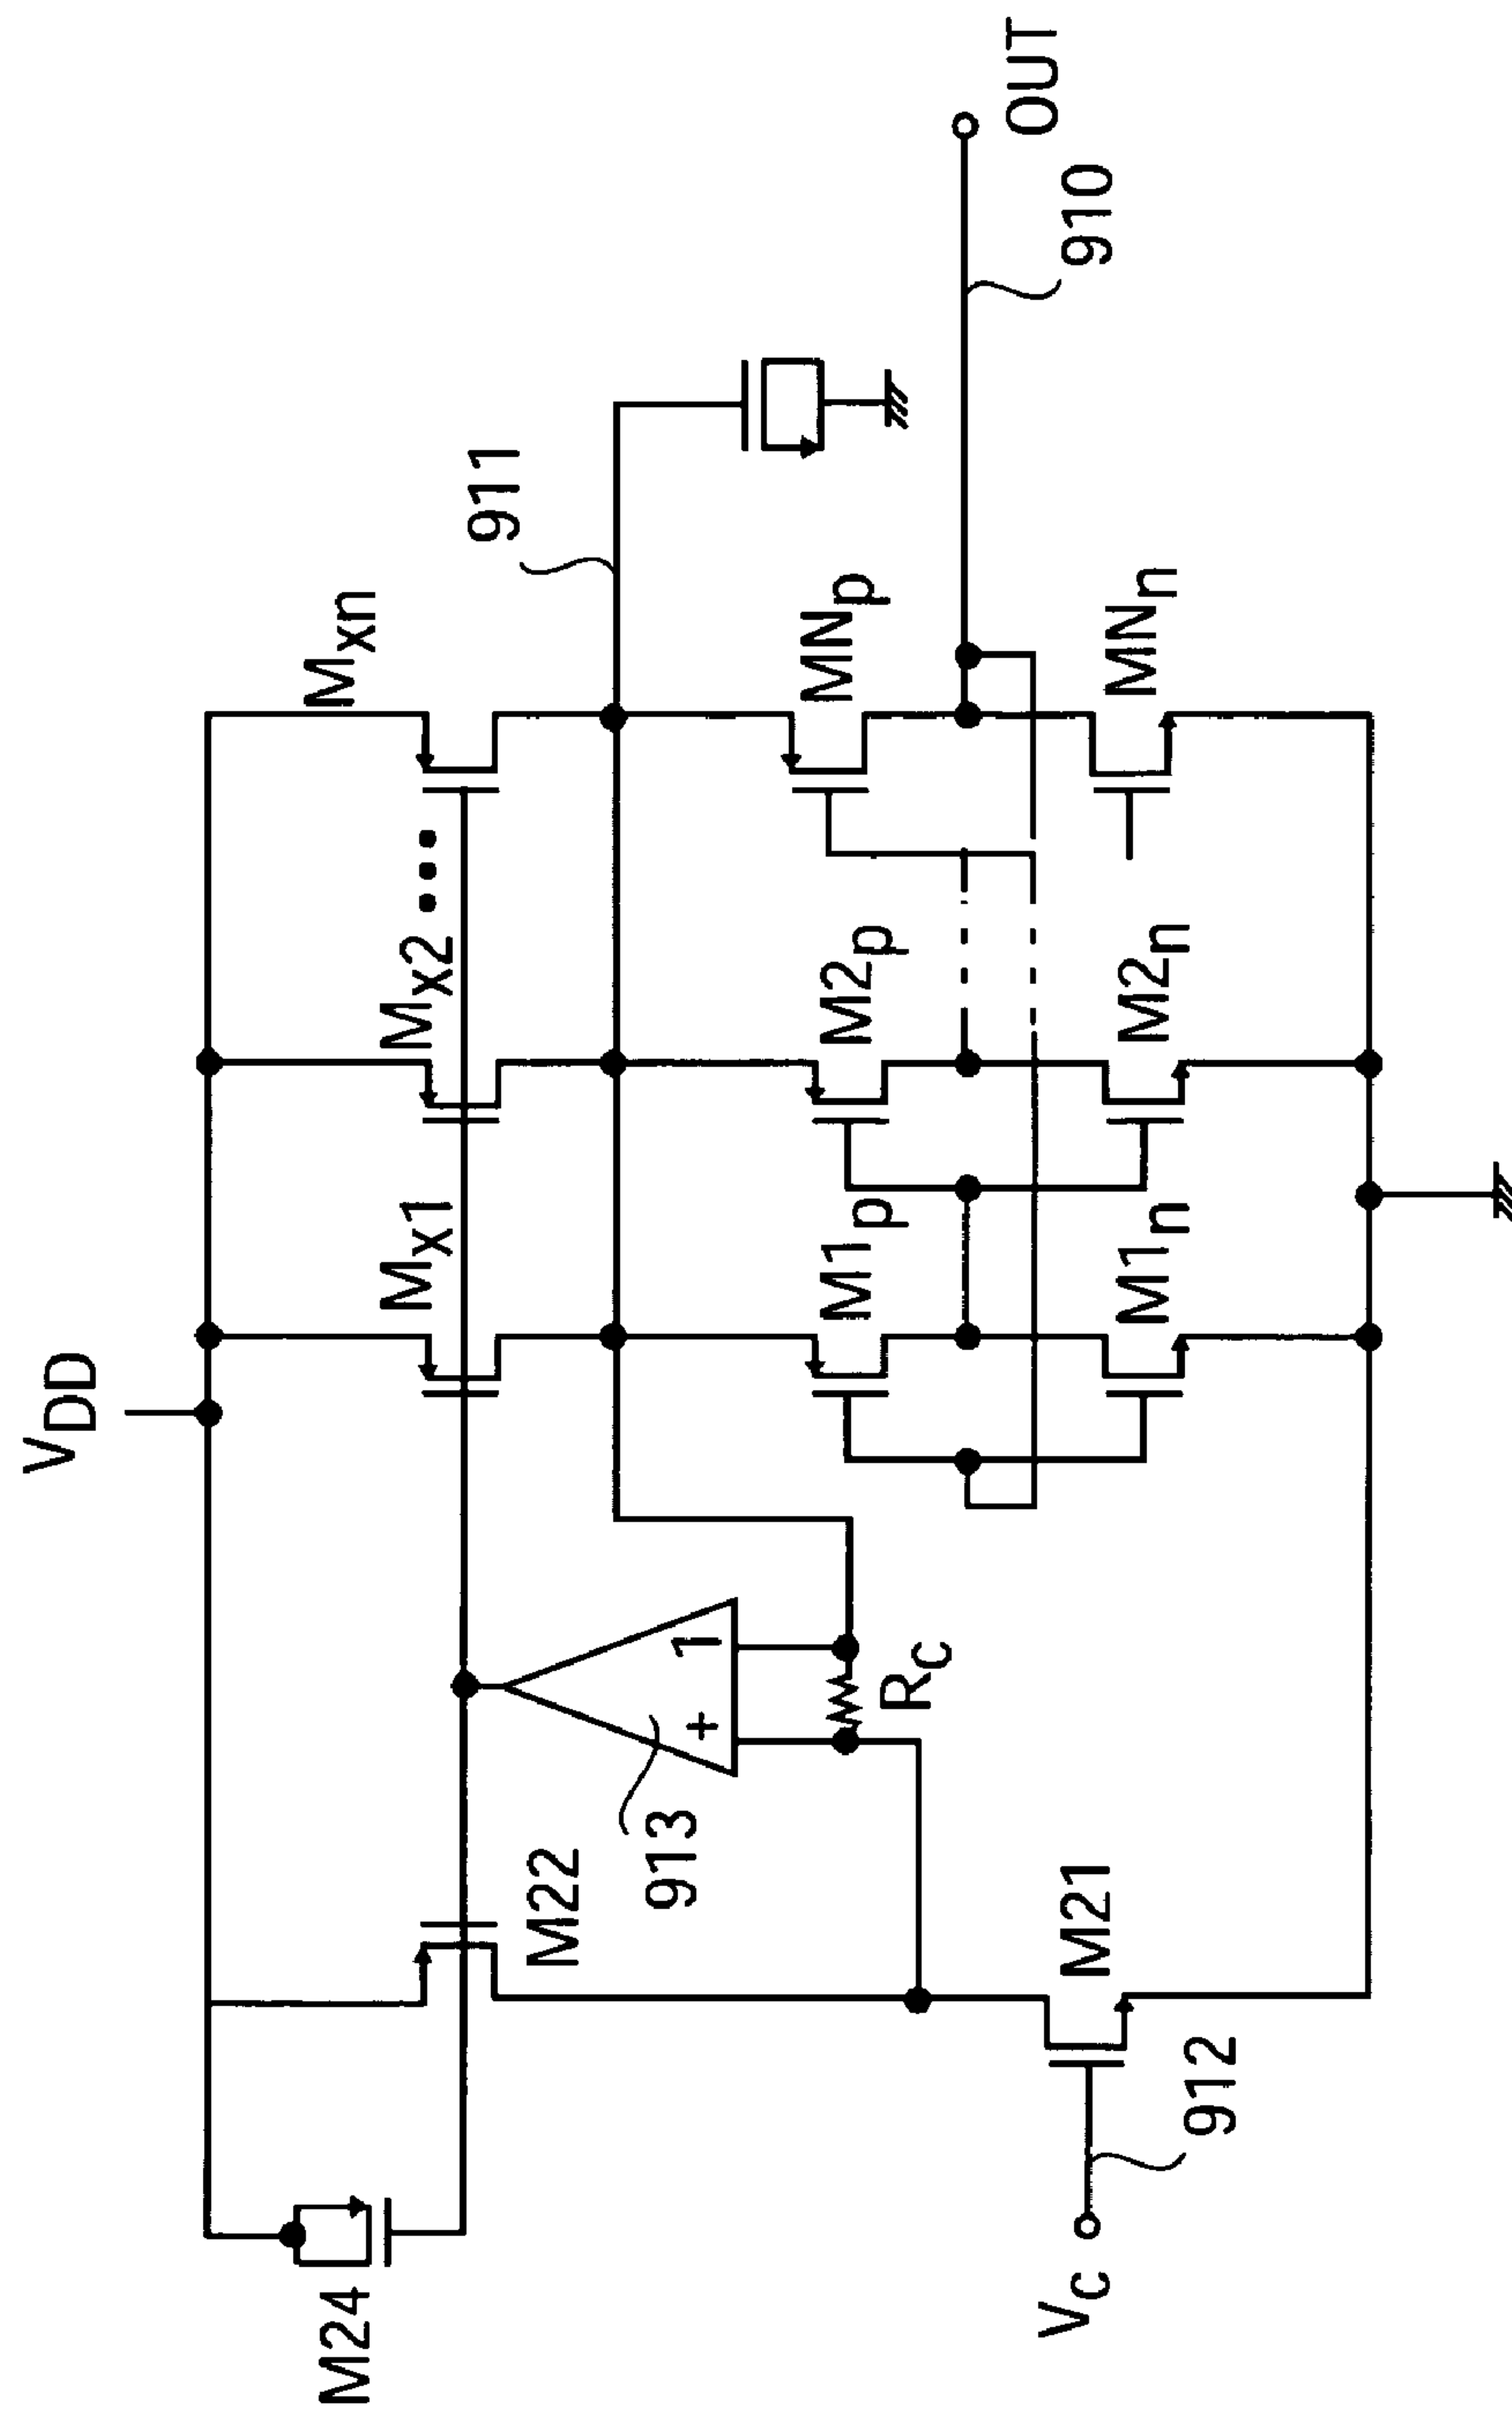 VDD
Mx1
Mx2
Mxn
911
M24
M22
913
+
RC
M1p
M2p
MNp
910
OUT
VC
912
M21
M1n
M2n
MNn